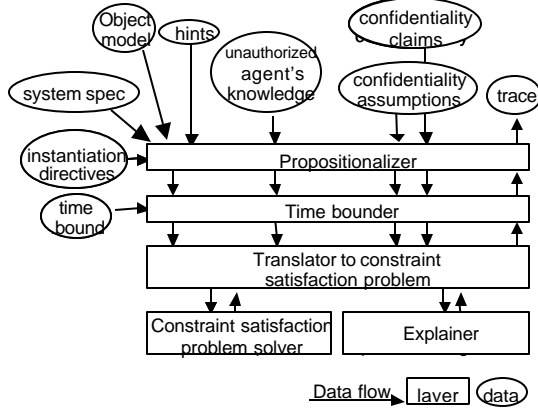 Object
model
hints
unauthorized
agent's
knowledge
confidentiality
claims
system spec
confidentiality
assumptions
trace
instantiation
directives
Propositionalizer
time
bound
Time bounder
Translator to constraint
satisfaction problem
Constraint satisfaction
problem solver
Explainer
Data flow
layer
data